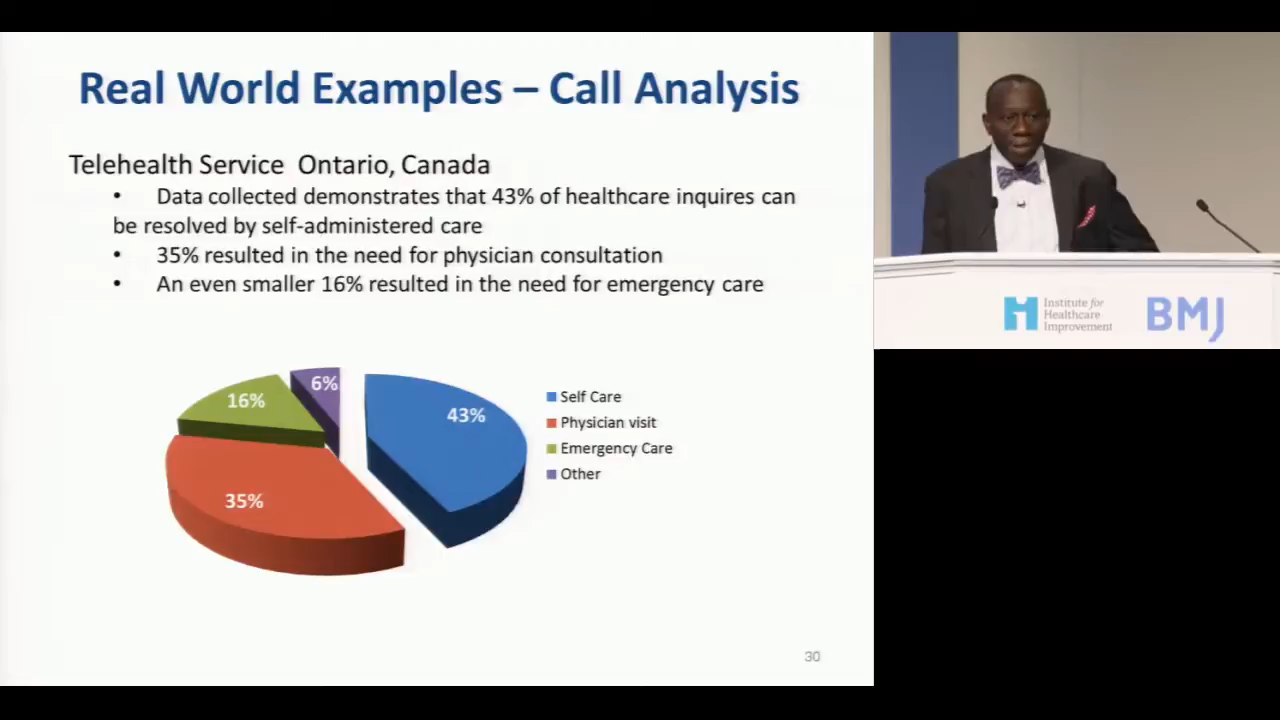 Real World Examples – Call Analysis
Telehealth Service Ontario, Canada
• Data collected demonstrates that 43% of healthcare inquires can
be resolved by self-administered care
• 35% resulted in the need for physician consultation
• An even smaller 16% resulted in the need for emergency care
6%
16%
43%
35%
Self Care
Physician visit
Emergency Care
Other
30
Institute for
Healthcare
Improvement
BMJ